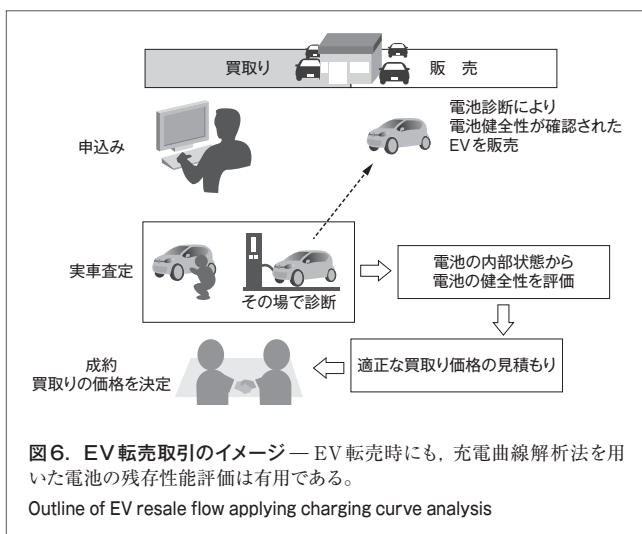 買取り
販 売
申込み
電池診断により
電池健全性が確認された
EVを販売
実車査定
その場で診断
電池の内部状態から
電池の健全性を評価
成約
買取りの価格を決定
適正な買取り価格の見積もり
図6. EV転売取引のイメージ — EV転売時にも，充電曲線解析法を用
いた電池の残存性能評価は有用である。
Outline of EV resale flow applying charging curve analysis